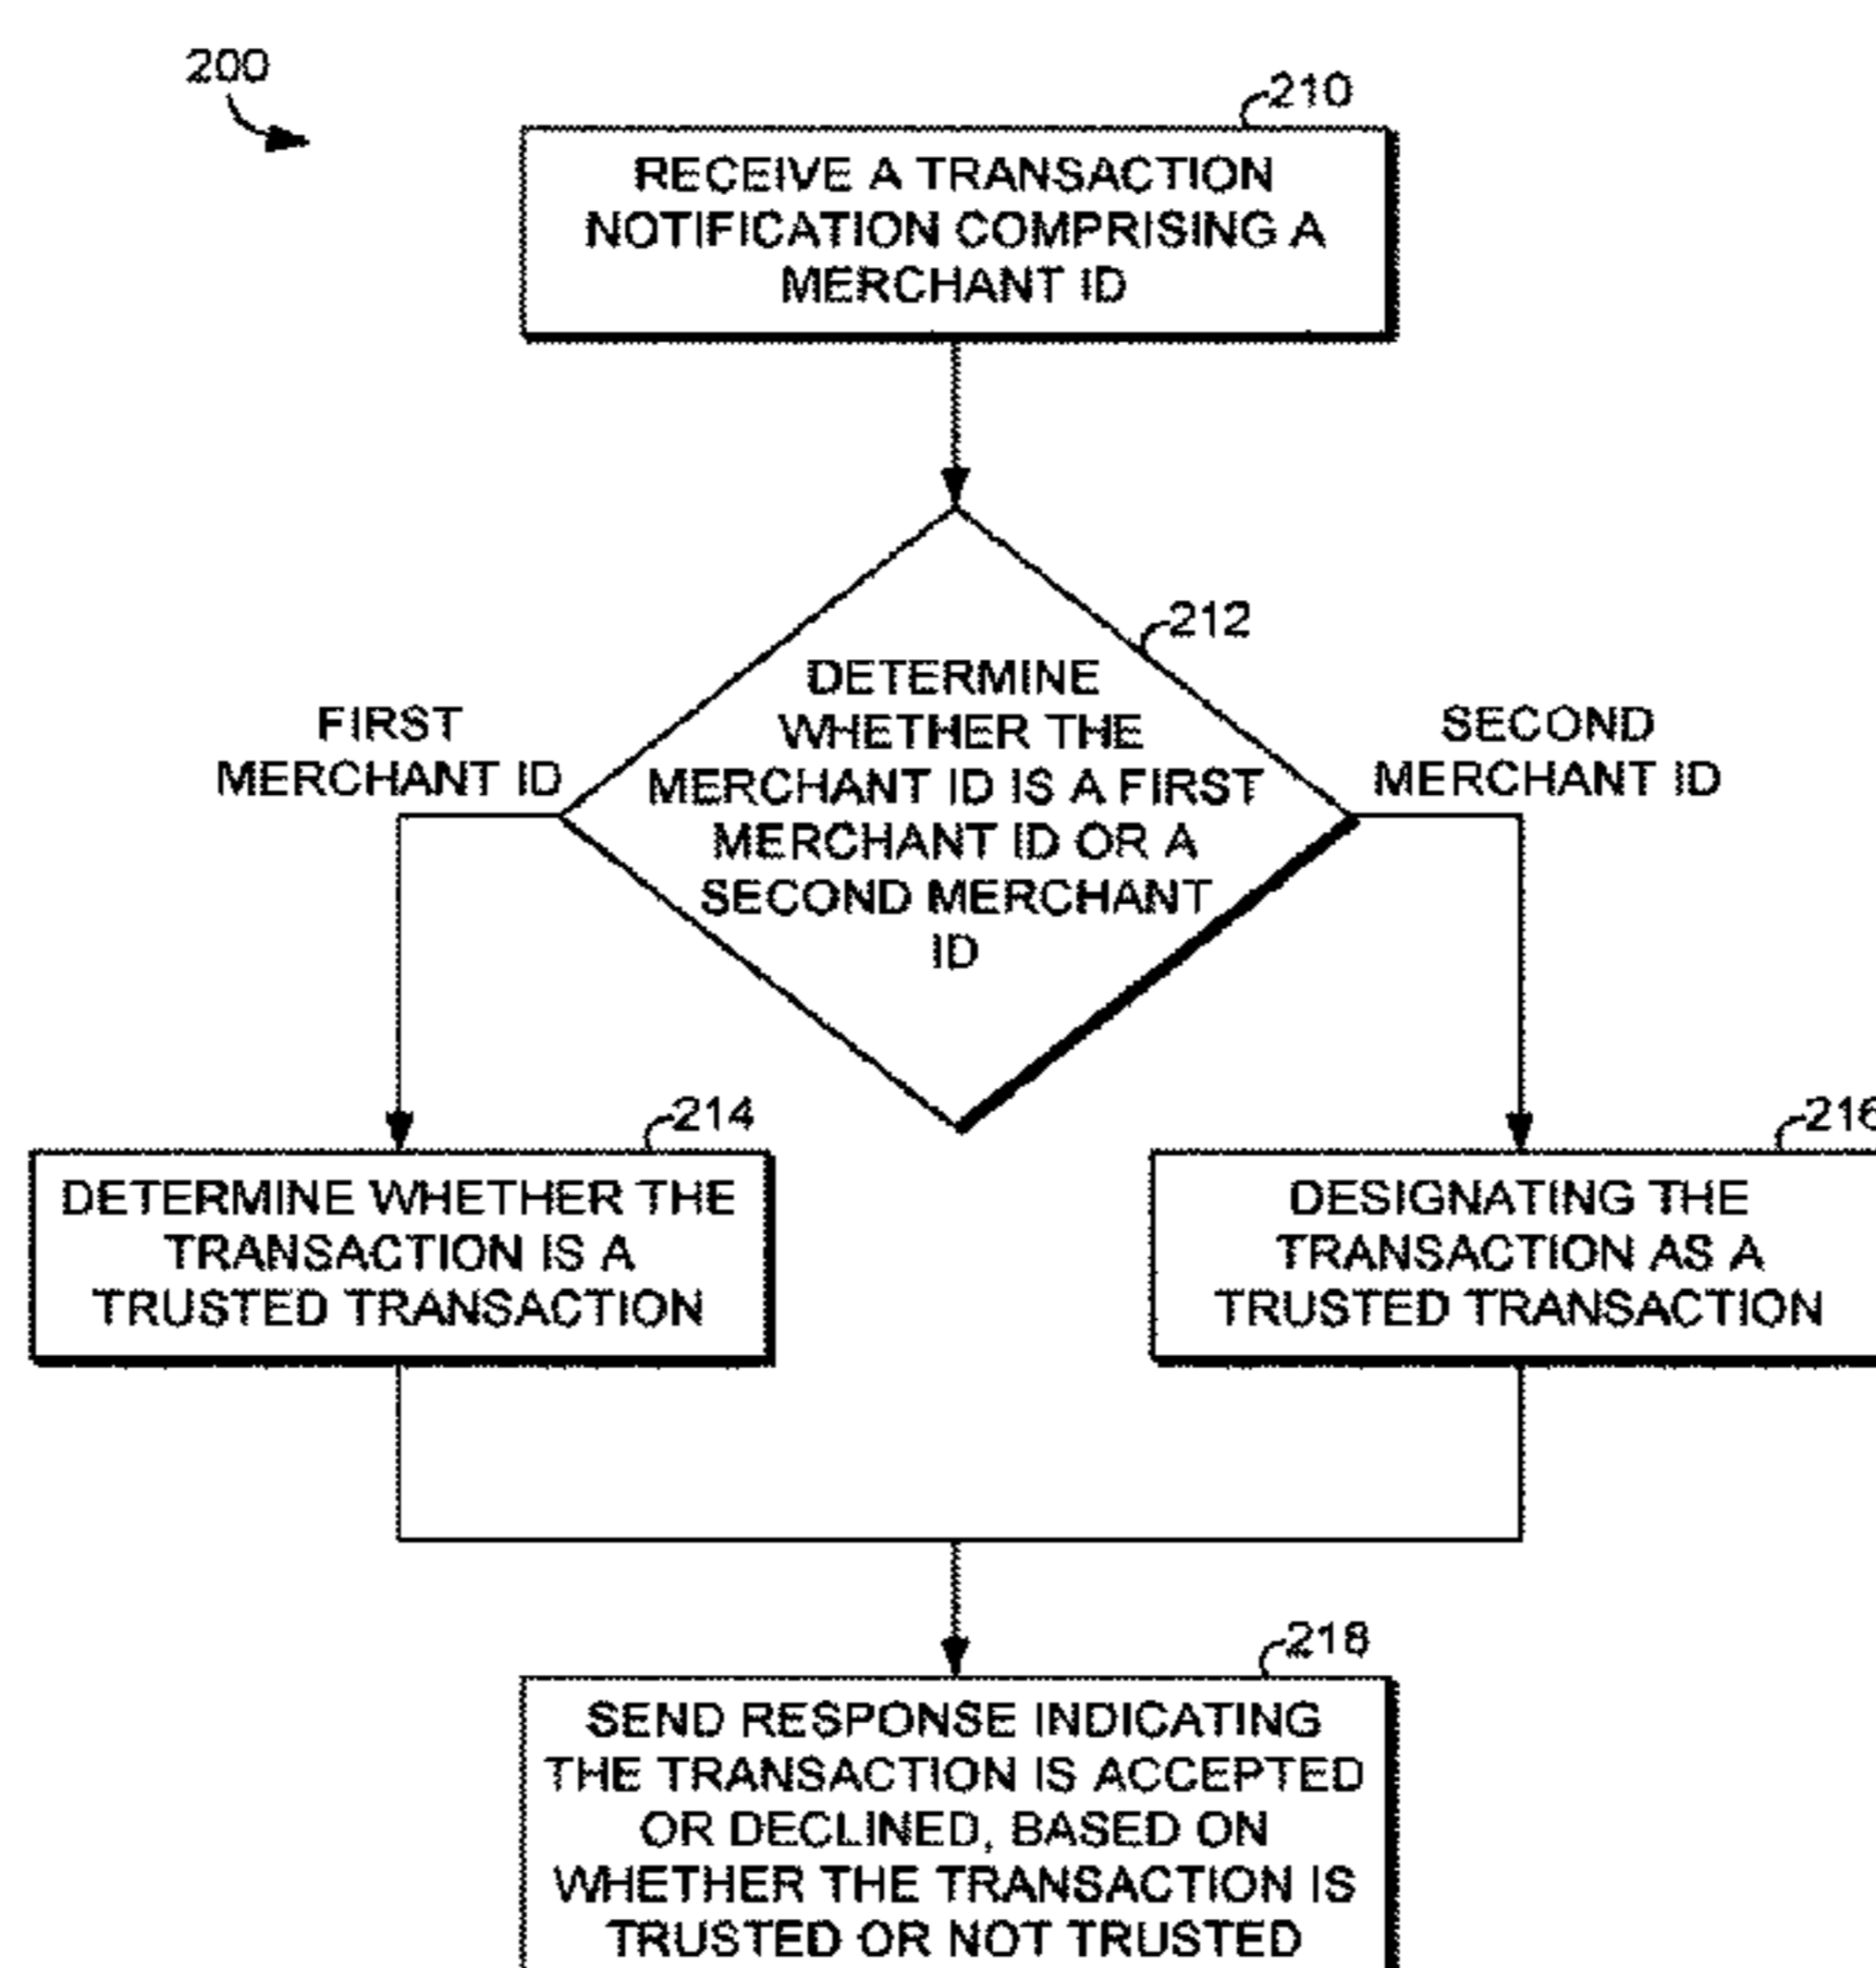 200
210
RECEIVE A TRANSACTION
NOTIFICATION COMPRISING A
MERCHANT ID
212
DETERMINE
WHETHER THE
MERCHANT ID IS A FIRST
MERCHANT ID OR A
SECOND MERCHANT
ID
FIRST
MERCHANT ID
SECOND
MERCHANT ID
214
DETERMINE WHETHER THE
TRANSACTION IS A
TRUSTED TRANSACTION
216
DESIGNATING THE
TRANSACTION AS A
TRUSTED TRANSACTION
218
SEND RESPONSE INDICATING
THE TRANSACTION IS ACCEPTED
OR DECLINED, BASED ON
WHETHER THE TRANSACTION IS
TRUSTED OR NOT TRUSTED